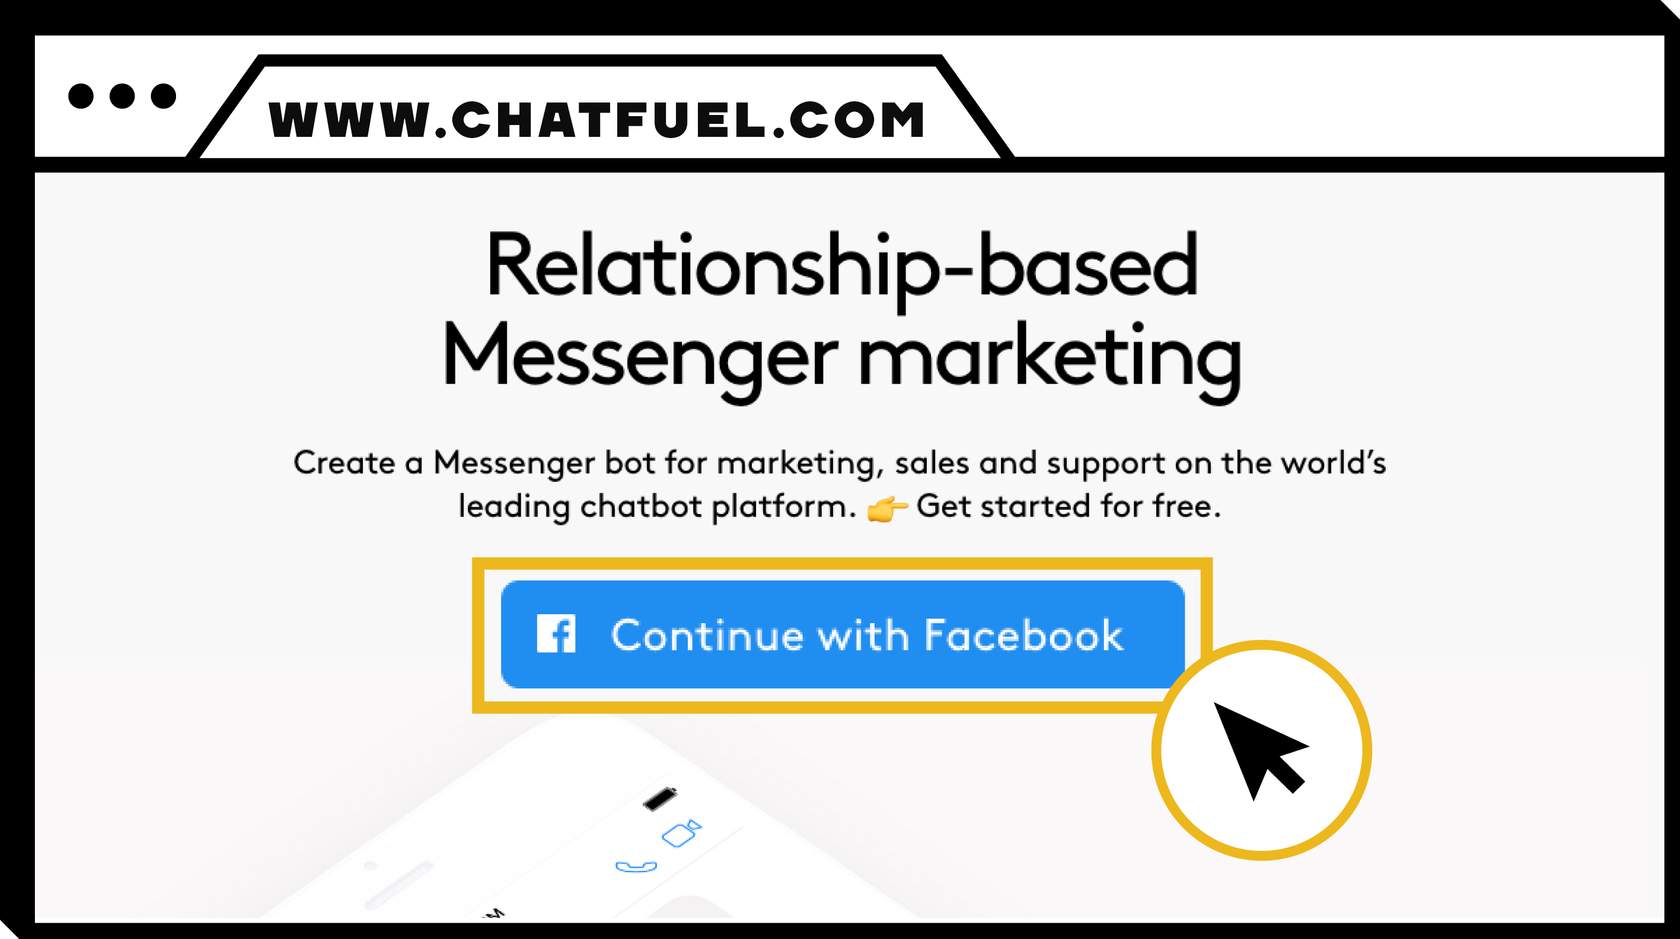 WWW.CHATFUEL.COM
Relationship-based
Messenger marketing
Create a Messenger bot for marketing, sales and support on the world’s
leading chatbot platform. 👉 Get started for free.
Continue with Facebook